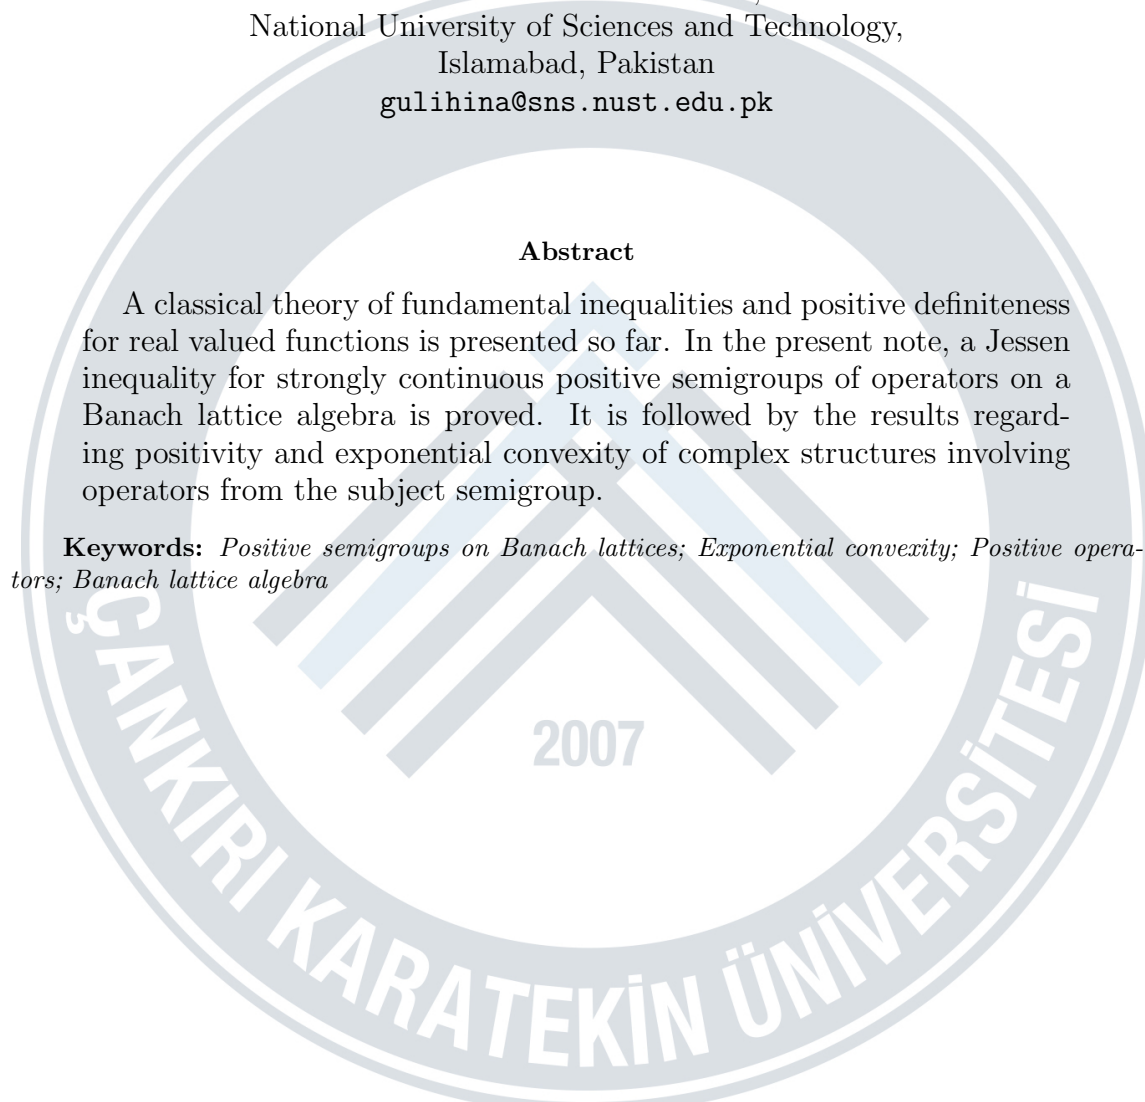 National University of Sciences and Technology,
Islamabad, Pakistan
gulihina@sns.nust.edu.pk
Abstract
A classical theory of fundamental inequalities and positive definiteness
for real valued functions is presented so far. In the present note, a Jessen
inequality for strongly continuous positive semigroups of operators on a
Banach lattice algebra is proved. It is followed by the results regard-
ing positivity and exponential convexity of complex structures involving
operators from the subject semigroup.
Keywords: Positive semigroups on Banach lattices; Exponential convexity; Positive opera-
tors; Banach lattice algebra
2007
ÇANKIRI KARATEKİN ÜNİVERSİTESİ